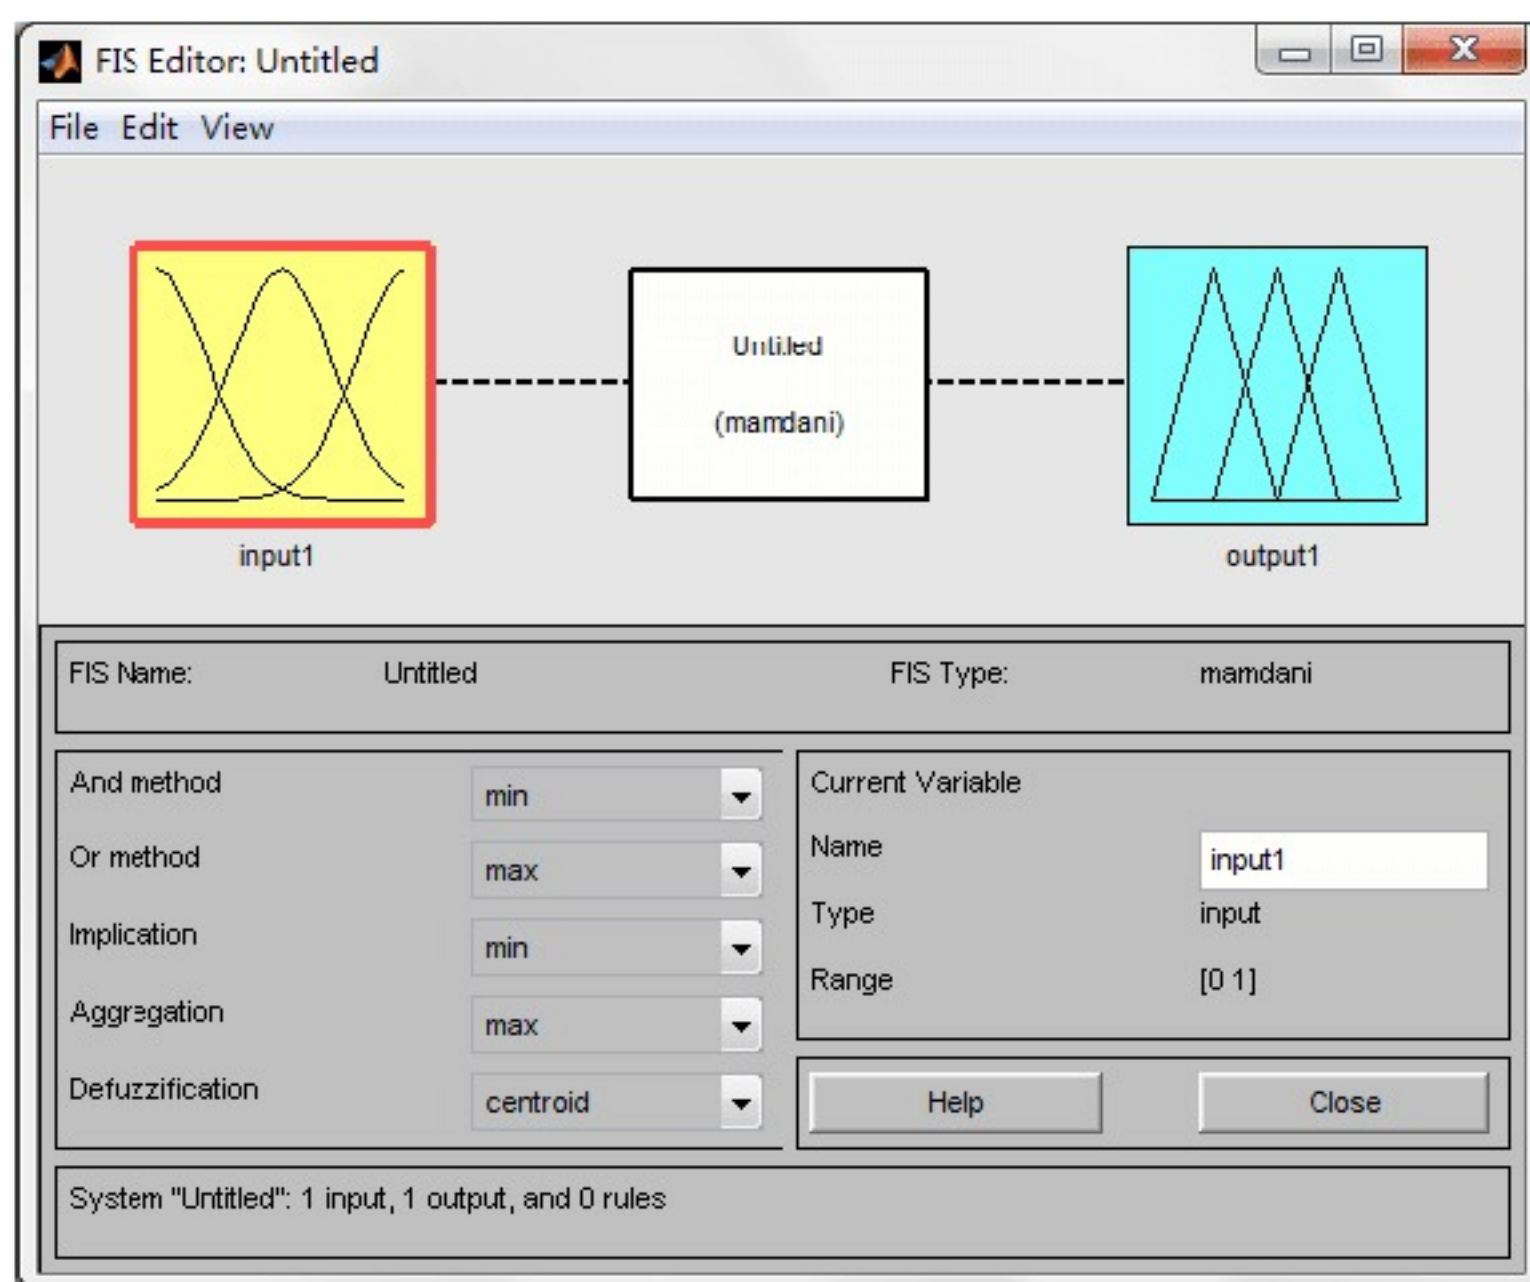 FIS Editor: Untitled
File Edit View
Untitled
(mamdani)
input1
output1
FIS Name: Untitled FIS Type: mamdani
And method min
Or method max
Implication min
Aggregation max
Defuzzification centroid
Current Variable
Name input1
Type input
Range [0 1]
Help Close
System "Untitled": 1 input, 1 output, and 0 rules